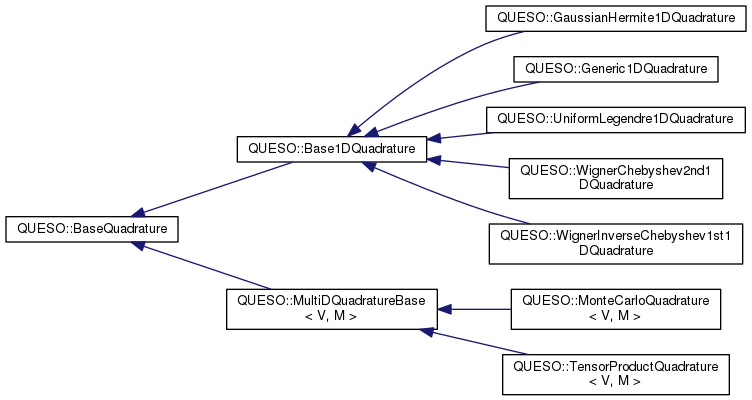 QUESO::GaussianHermite1DQuadrature
QUESO::Generic1DQuadrature
QUESO::UniformLegendre1DQuadrature
QUESO::Base1DQuadrature
QUESO::WignerChebyshev2nd1
DQuadrature
QUESO::BaseQuadrature
QUESO::WignerInverseChebyshev1st1
DQuadrature
QUESO::MultiDQuadratureBase
< V, M >
QUESO::MonteCarloQuadrature
< V, M >
QUESO::TensorProductQuadrature
< V, M >